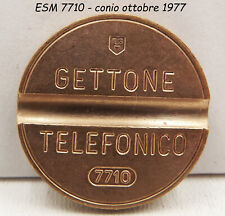 ESM 7710 - conio ottobre 1977
GETTONE
TELEFONICO
7710